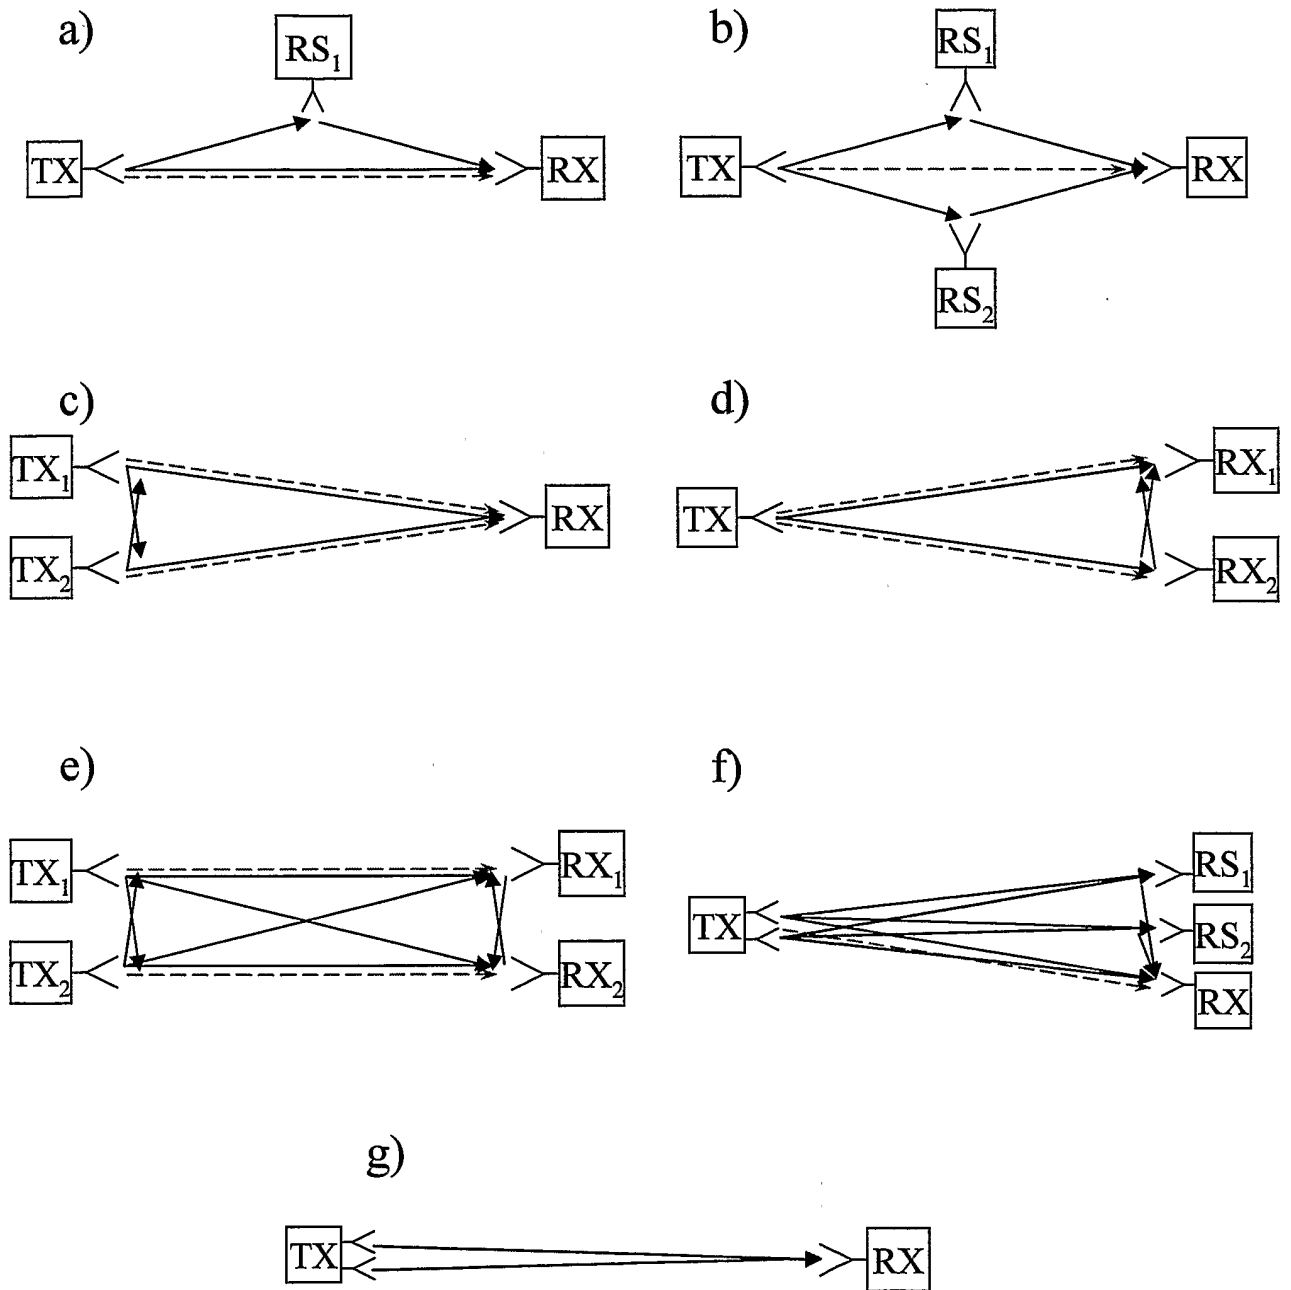 a)
RS1
TX
RX
b)
RS1
TX
RX
RS2
c)
TX1
TX2
RX
d)
TX
RX1
RX2
e)
TX1
TX2
RX1
RX2
f)
TX
RS1
RS2
RX
g)
TX
RX